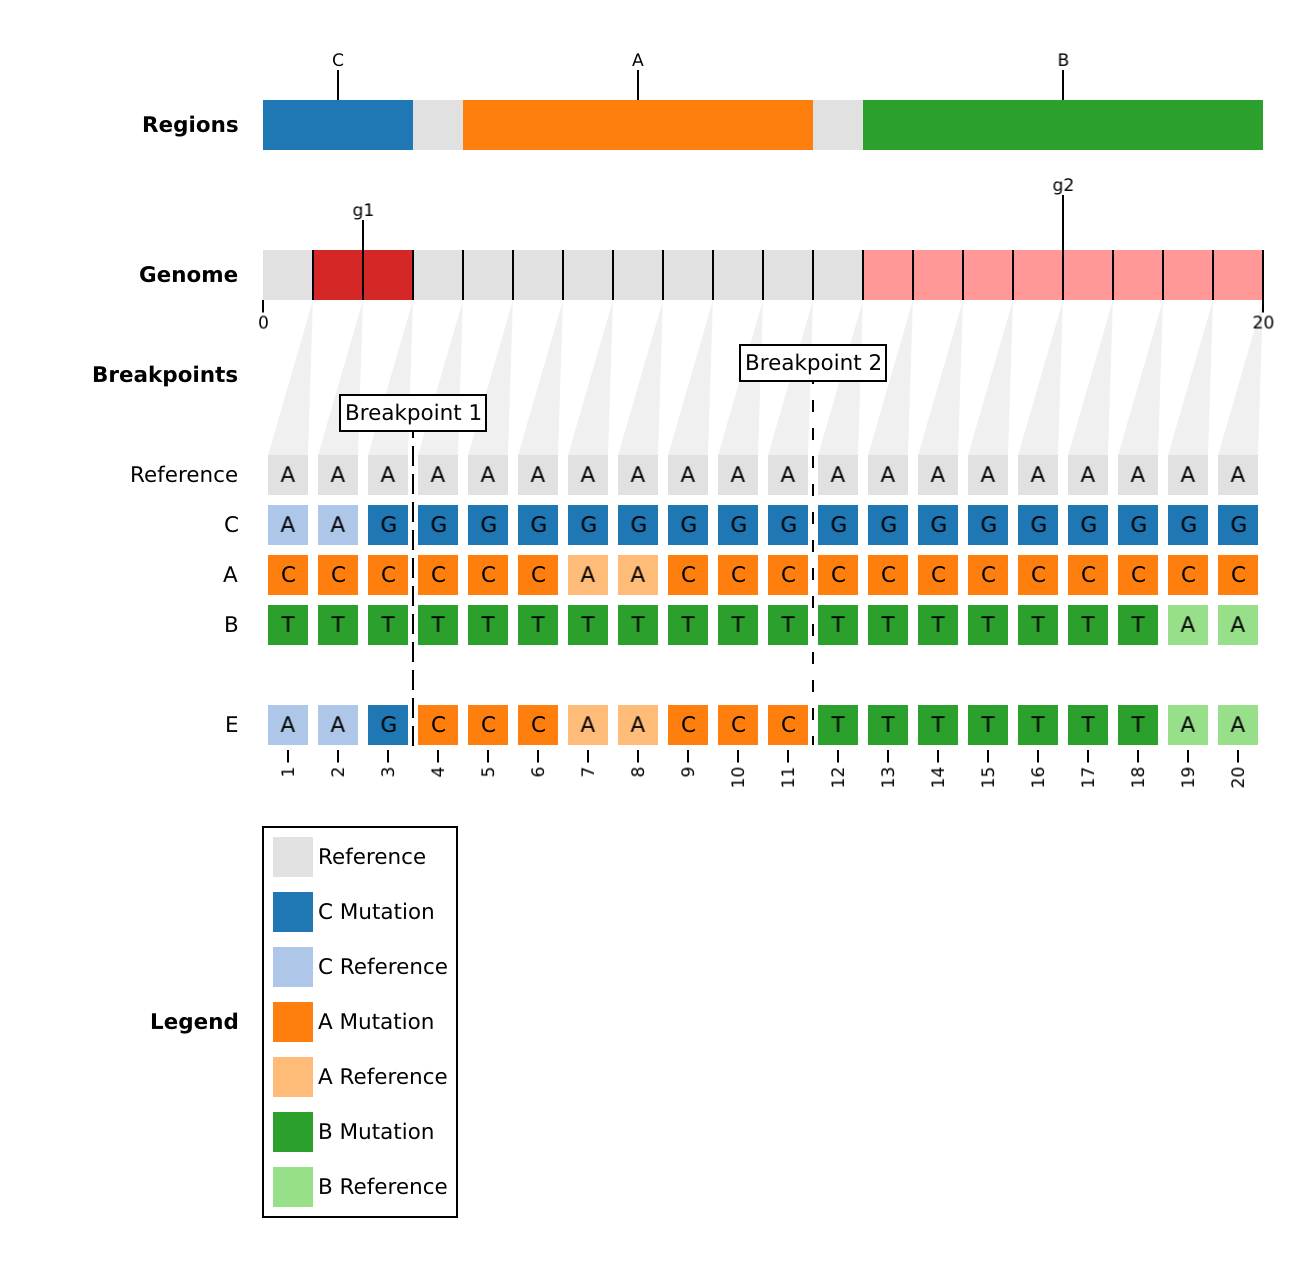 C A B
Regions
g1 g2
Genome
0 20
Breakpoints
Breakpoint 2
Breakpoint 1
Reference A A A A A A A A A A A A A A A A A A A A
C A A G G G G G G G G G G G G G G G G G G
A C C C C C C A A C C C C C C C C C C C C
B T T T T T T T T T T T T T T T T T T A A
E A A G C C C A A C C C T T T T T T T A A
1 2 3 4 5 6 7 8 9 10 11 12 13 14 15 16 17 18 19 20
Legend
Reference
C Mutation
C Reference
A Mutation
A Reference
B Mutation
B Reference